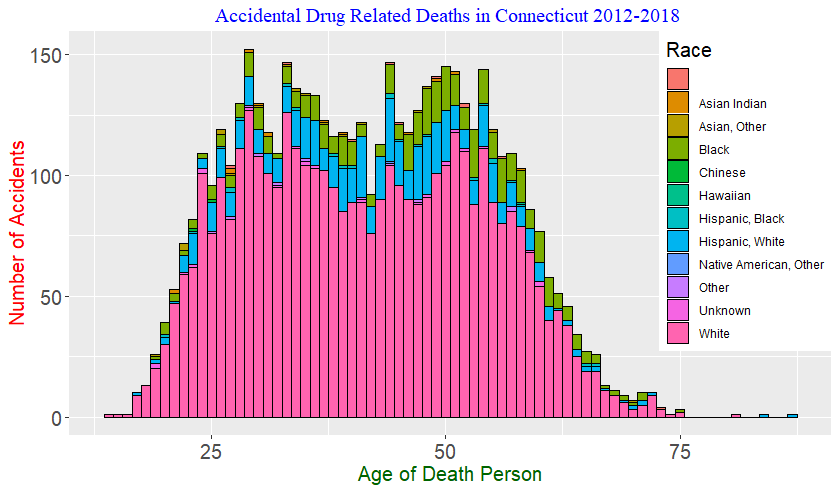 Accidental Drug Related Deaths in Connecticut 2012-2018
Number of Accidents
150
100
50
0
25
50
75
Age of Death Person
Race
Asian Indian
Asian, Other
Black
Chinese
Hawaiian
Hispanic, Black
Hispanic, White
Native American, Other
Other
Unknown
White